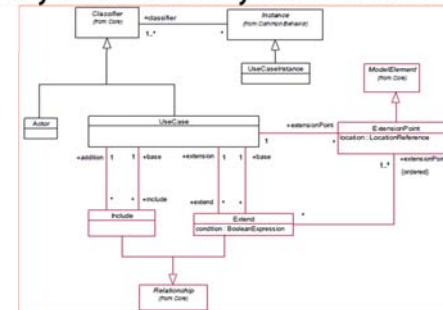 Classifier
(from Core)
+classifier
1..*
*
Instance
(from Common Behavior)
UseCaseInstance
ModelElement
(from Core)
Actor
UseCase
+extensionPoint
1
*
ExtensionPoint
location : LocationReference
+addition
1
1
+base
+extension
1
1
+base
+extensionPoint
1..*
{ordered}
*
*
+include
+extend
*
*
Include
Extend
condition : BooleanExpression
*
Relationship
(from Core)